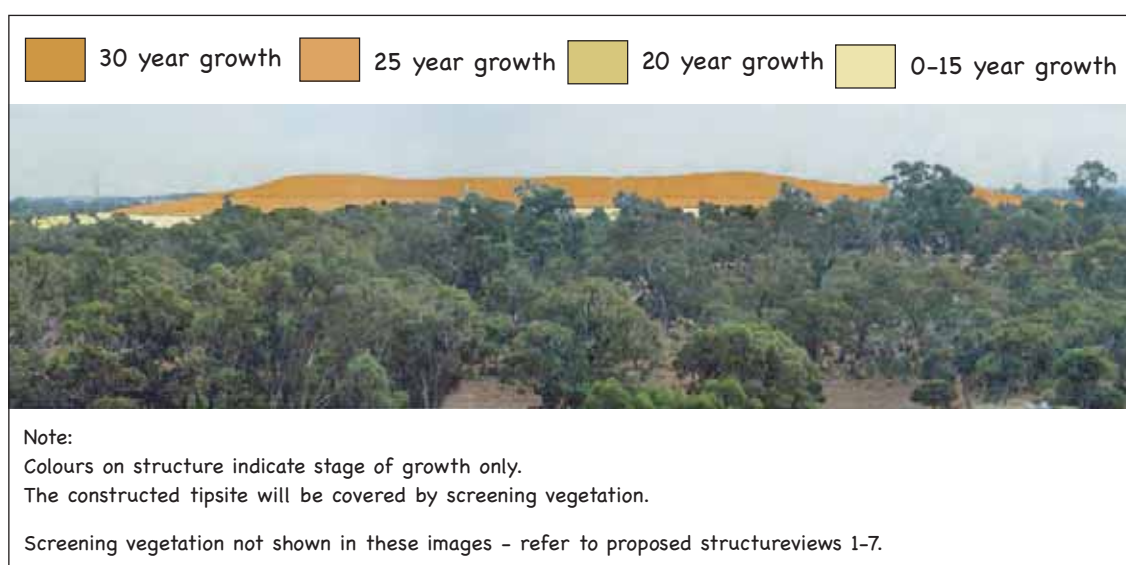 30 year growth 25 year growth 20 year growth 0-15 year growth
Note:
Colours on structure indicate stage of growth only.
The constructed tipsite will be covered by screening vegetation.
Screening vegetation not shown in these images - refer to proposed structureviews 1-7.